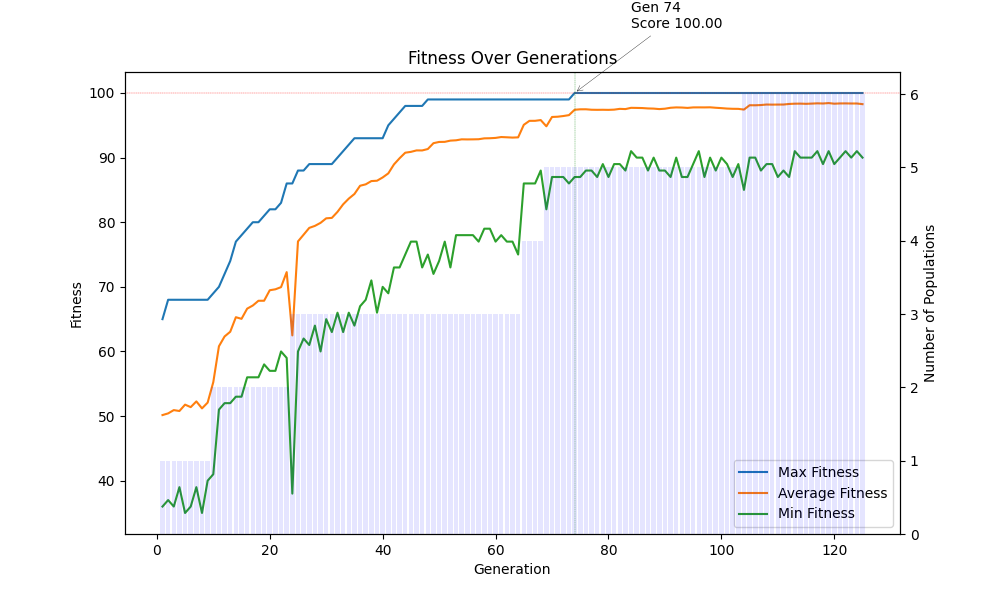 Gen 74
Score 100.00
Fitness Over Generations
100
90
80
70
60
50
40
Fitness
6
5
4
3
2
1
0
Number of Populations
Max Fitness
Average Fitness
Min Fitness
0 20 40 60 80 100 120
Generation